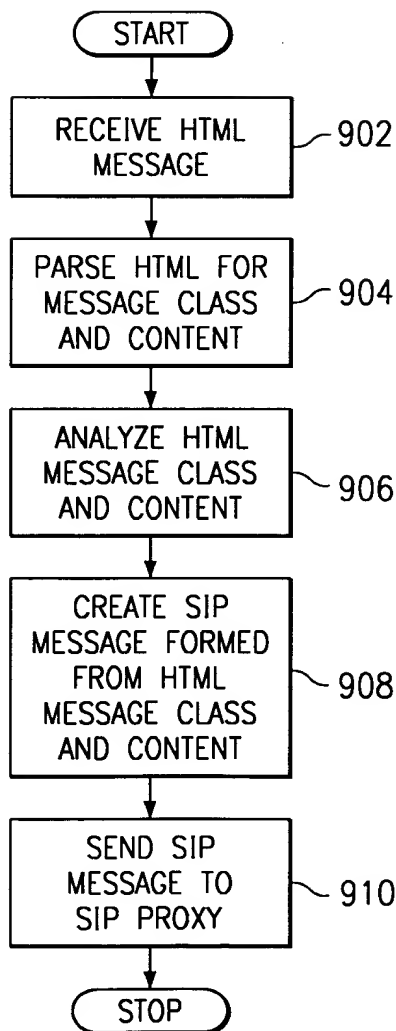 START
RECEIVE HTML
MESSAGE
902
PARSE HTML FOR
MESSAGE CLASS
AND CONTENT
904
ANALYZE HTML
MESSAGE CLASS
AND CONTENT
906
CREATE SIP
MESSAGE FORMED
FROM HTML
MESSAGE CLASS
AND CONTENT
908
SEND SIP
MESSAGE TO
SIP PROXY
910
STOP